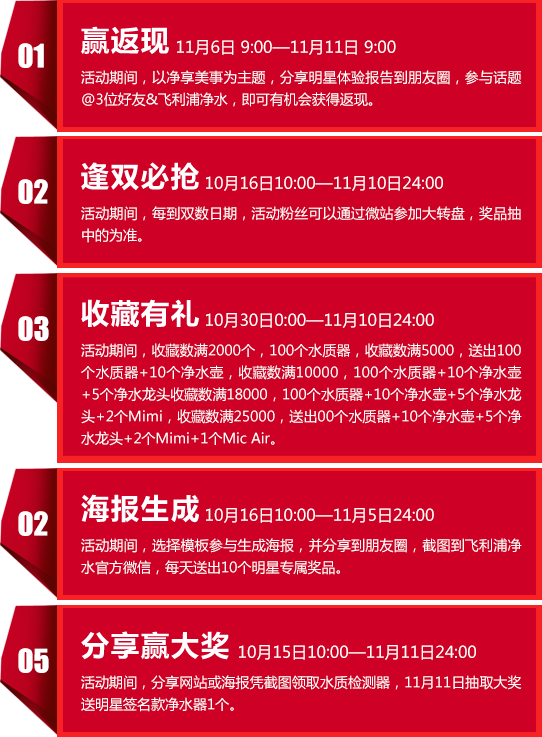 01
赢返现 11月6日 9:00—11月11日 9:00
活动期间，以净享美事为主题，分享明星体验报告到朋友圈，参与话题
@3位好友&飞利浦净水，即可有机会获得返现。
02
逢双必抢 10月16日10:00—11月10日24:00
活动期间，每到双数日期，活动粉丝可以通过微站参加大转盘，奖品抽
中的为准。
03
收藏有礼 10月30日0:00—11月10日24:00
活动期间，收藏数满2000个，100个水质器，收藏数满5000，送出100
个水质器+10个净水壶，收藏数满10000，100个水质器+10个净水壶
+5个净水龙头收藏数满18000，100个水质器+10个净水壶+5个净水龙
头+2个Mimi，收藏数满25000，送出00个水质器+10个净水壶+5个净
水龙头+2个Mimi+1个Mic Air。
02
海报生成 10月16日10:00—11月5日24:00
活动期间，选择模板参与生成海报，并分享到朋友圈，截图到飞利浦净
水官方微信，每天送出10个明星专属奖品。
05
分享赢大奖 10月15日10:00—11月11日24:00
活动期间，分享网站或海报凭截图领取水质检测器，11月11日抽取大奖
送明星签名款净水器1个。